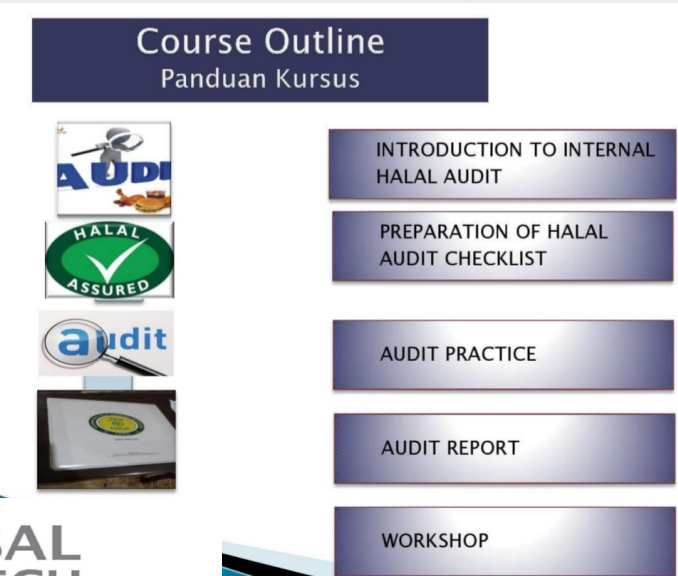 Course Outline
Panduan Kursus
AUDI
INTRODUCTION TO INTERNAL
HALAL AUDIT
HALAL
ASSURED
PREPARATION OF HALAL
AUDIT CHECKLIST
audit
AUDIT PRACTICE
AUDIT REPORT
WORKSHOP